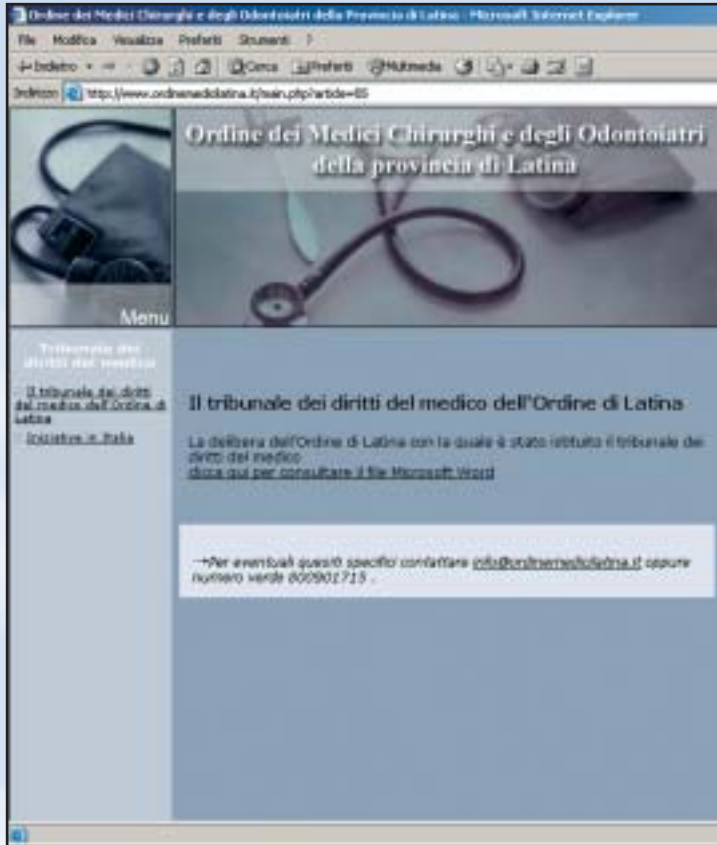 Ordine dei Medici Chirurghi e degli Odontoiatri della Provincia di Latina - Microsoft Internet Explorer
File Modifica Visualizza Preferiti Strumenti ?
Indietro Cerca Preferiti Multimedia
Indirizzo http://www.ordinemedicilatina.it/main.php?article=85
Ordine dei Medici Chirurghi e degli Odontoiatri
della provincia di Latina
Menu
Tribunale dei
diritti del medico
Il tribunale dei diritti
del medico dell'Ordine di
Latina
Iniziative in Italia
Il tribunale dei diritti del medico dell'Ordine di Latina
La delibera dell'Ordine di Latina con la quale è stato istituito il tribunale dei
diritti del medico
clicca qui per consultare il file Microsoft Word
→Per eventuali quesiti specifici contattare info@ordinemedicilatina.it oppure
numero verde 800901715 .